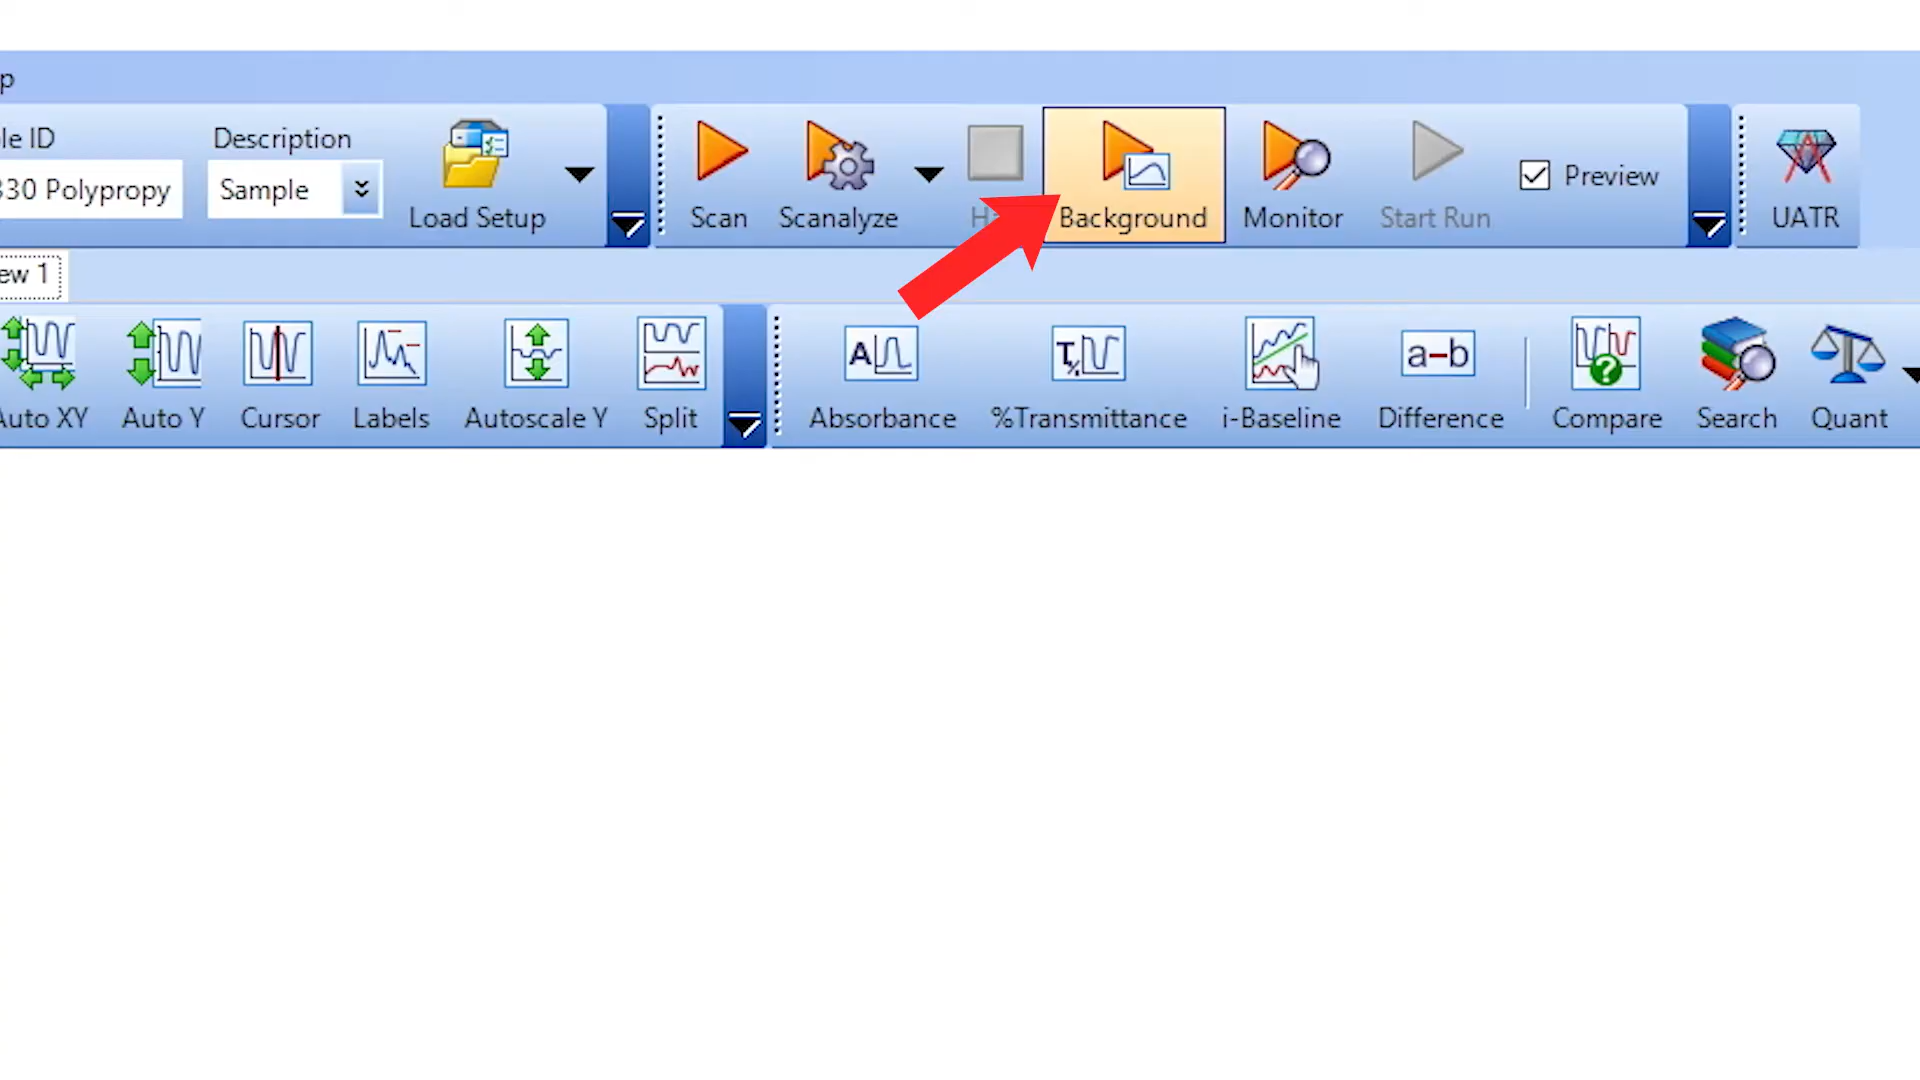 p
le ID
Description
330 Polypropy
Sample
Load Setup
Scan
Scanalyze
Background
Monitor
Start Run
Preview
UATR
ew 1
Auto XY
Auto Y
Cursor
Labels
Autoscale Y
Split
Absorbance
%Transmittance
i-Baseline
Difference
Compare
Search
Quant
A
T%
a-b
?